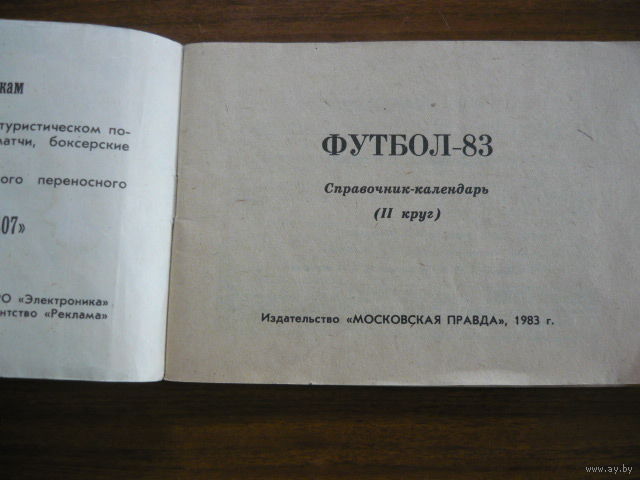 кам
туристическом по-
матчи, боксерские
ого переносного
07»
РО «Электроника»
нтство «Реклама»
ФУТБОЛ-83
Справочник-календарь
(II круг)
Издательство «МОСКОВСКАЯ ПРАВДА», 1983 г.
www.ay.by